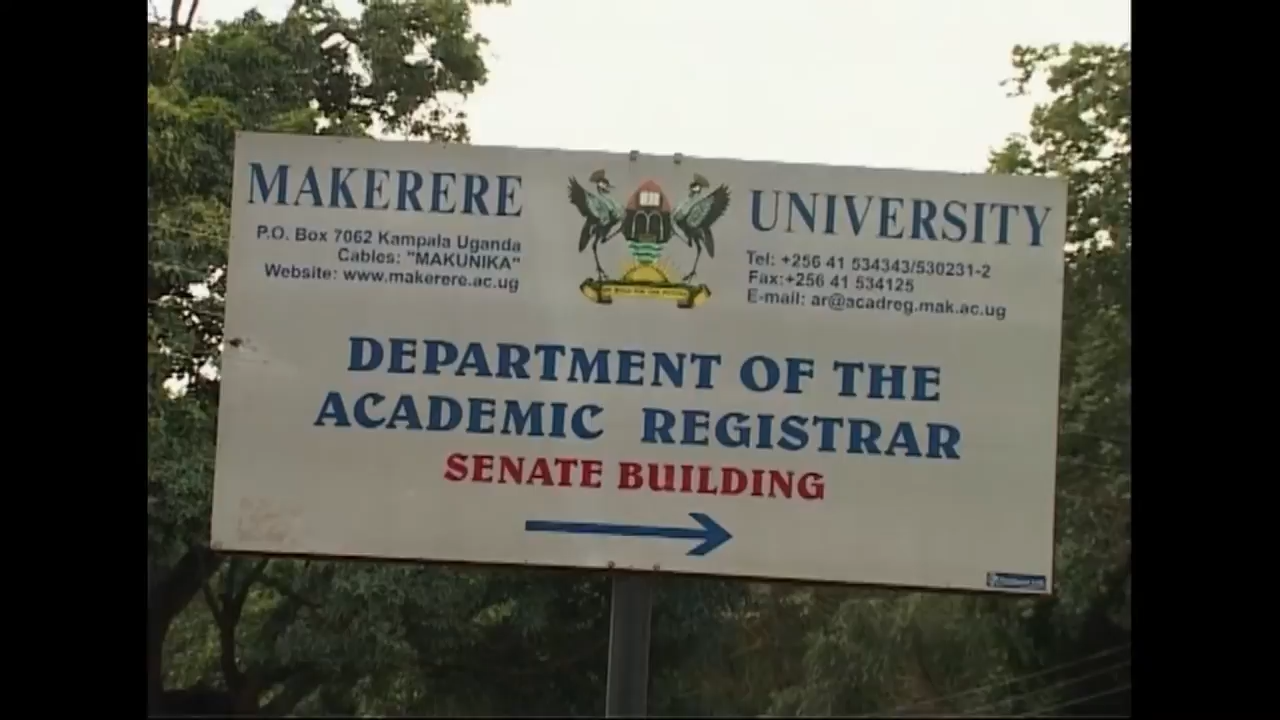 MAKERERE UNIVERSITY
P.O. Box 7062 Kampala Uganda
Cables: "MAKUNIKA"
Website: www.makerere.ac.ug
Tel: +256 41 534343/530231-2
Fax:+256 41 534125
E-mail: ar@acadreg.mak.ac.ug
DEPARTMENT OF THE
ACADEMIC REGISTRAR
SENATE BUILDING